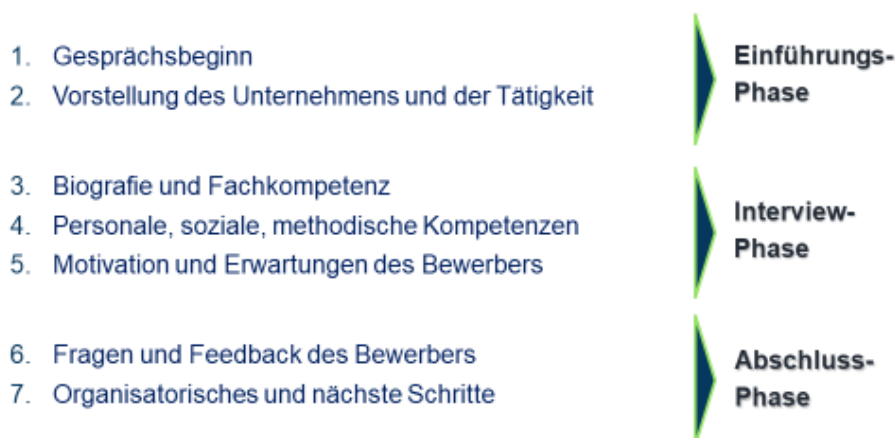 1. Gesprächsbeginn
2. Vorstellung des Unternehmens und der Tätigkeit
Einführungs-
Phase
3. Biografie und Fachkompetenz
4. Personale, soziale, methodische Kompetenzen
5. Motivation und Erwartungen des Bewerbers
Interview-
Phase
6. Fragen und Feedback des Bewerbers
7. Organisatorisches und nächste Schritte
Abschluss-
Phase